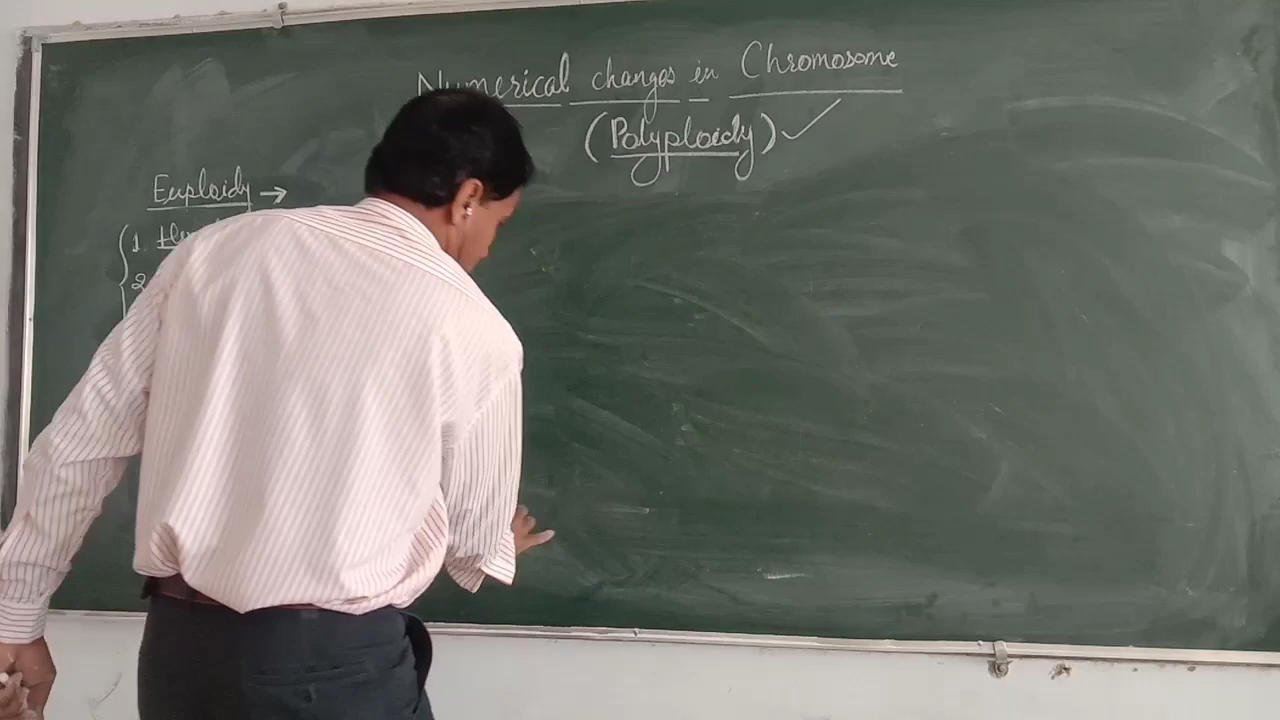 Numerical changes in Chromosome
(Polyploidy) ✓
Euploidy →
1.
2